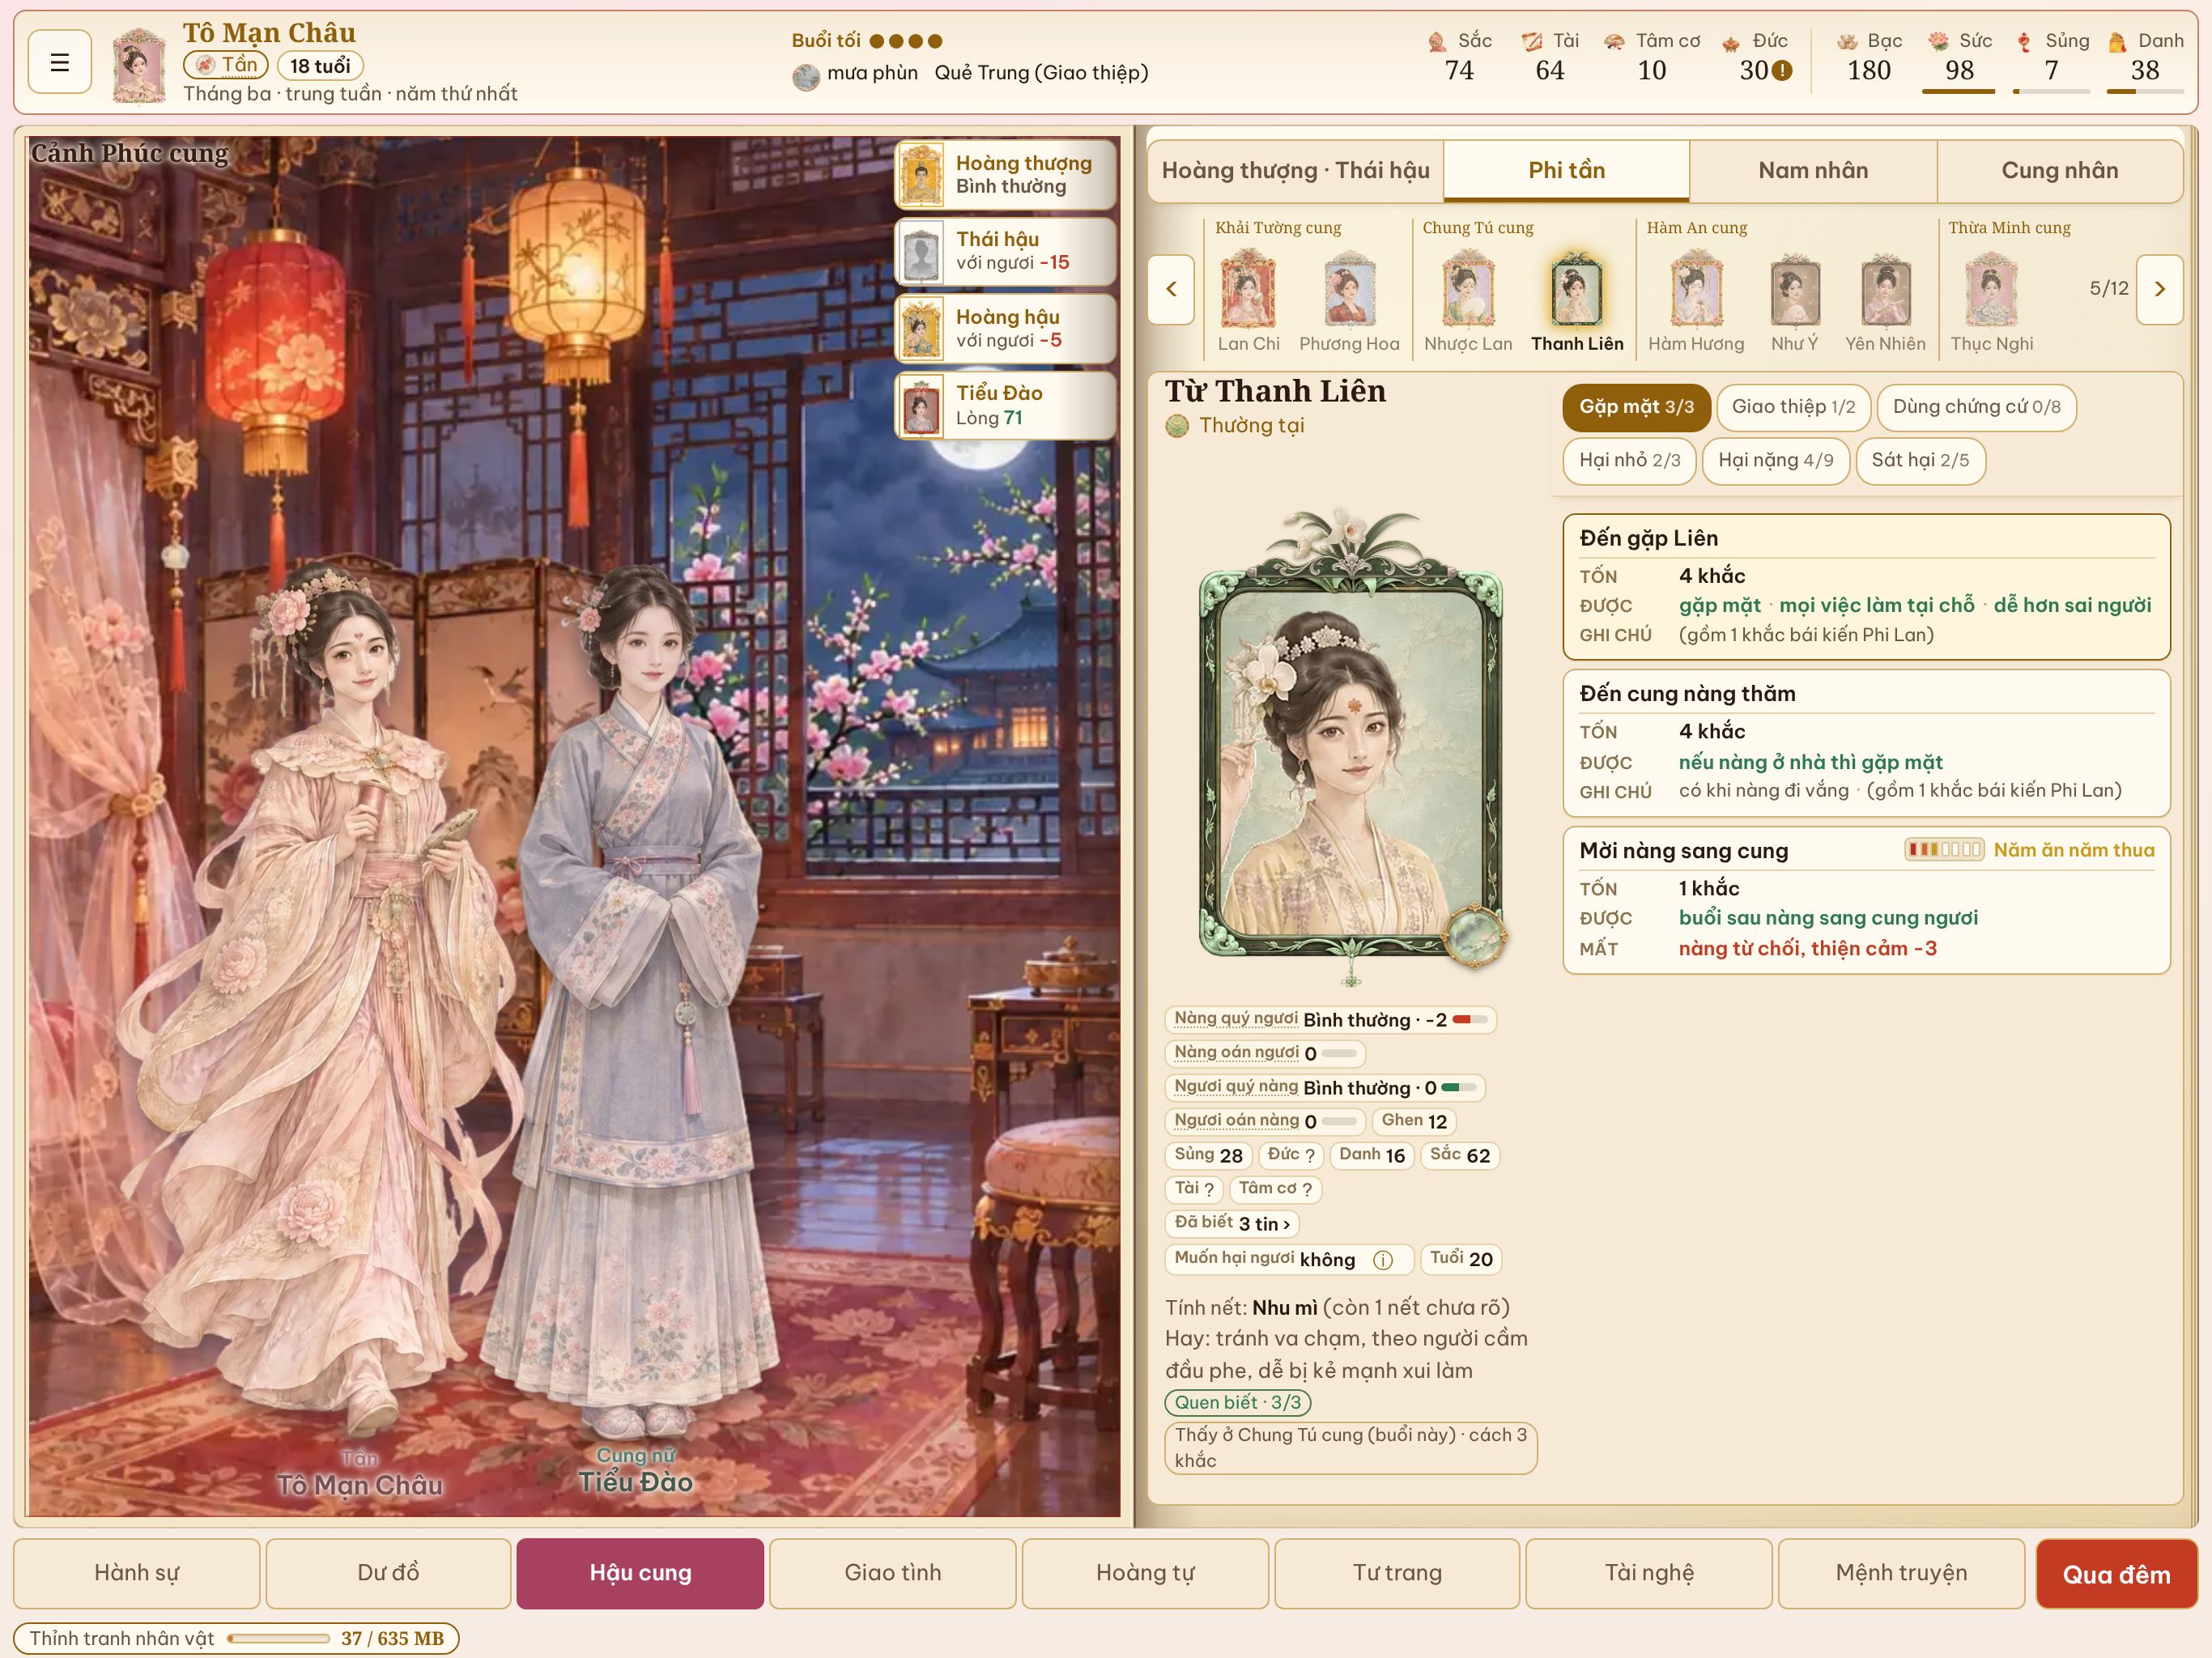 ☰
Tô Mạn Châu
Tần
18 tuổi
Tháng ba · trung tuần · năm thứ nhất
Buổi tối
mưa phùn Quẻ Trung (Giao thiệp)
Sắc
74
Tài
64
Tâm cơ
10
Đức
30 !
Bạc
180
Sức
98
Sủng
7
Danh
38
Cảnh Phúc cung
Hoàng thượng
Bình thường
Thái hậu
với ngươi -15
Hoàng hậu
với ngươi -5
Tiểu Đào
Lòng 71
Tần
Tô Mạn Châu
Cung nữ
Tiểu Đào
Hoàng thượng · Thái hậu
Phi tần
Nam nhân
Cung nhân
Khải Tường cung
Chung Tú cung
Hàm An cung
Thừa Minh cung
Lan Chi
Phương Hoa
Nhược Lan
Thanh Liên
Hàm Hương
Như Ý
Yên Nhiên
Thục Nghi
5/12
Từ Thanh Liên
Thường tại
Nàng quý ngươi Bình thường · -2
Nàng oán ngươi 0
Ngươi quý nàng Bình thường · 0
Ngươi oán nàng 0
Ghen 12
Sủng 28
Đức ?
Danh 16
Sắc 62
Tài ?
Tâm cơ ?
Đã biết 3 tin ›
Muốn hại ngươi không ⓘ
Tuổi 20
Tính nết: Nhu mì (còn 1 nết chưa rõ)
Hay: tránh va chạm, theo người cầm
đầu phe, dễ bị kẻ mạnh xui làm
Quen biết · 3/3
Thấy ở Chung Tú cung (buổi này) · cách 3
khắc
Gặp mặt 3/3
Giao thiệp 1/2
Dùng chứng cứ 0/8
Hại nhỏ 2/3
Hại nặng 4/9
Sát hại 2/5
Đến gặp Liên
TỐN 4 khắc
ĐƯỢC gặp mặt · mọi việc làm tại chỗ · dễ hơn sai người
GHI CHÚ (gồm 1 khắc bái kiến Phi Lan)
Đến cung nàng thăm
TỐN 4 khắc
ĐƯỢC nếu nàng ở nhà thì gặp mặt
GHI CHÚ có khi nàng đi vắng · (gồm 1 khắc bái kiến Phi Lan)
Mời nàng sang cung Năm ăn năm thua
TỐN 1 khắc
ĐƯỢC buổi sau nàng sang cung ngươi
MẤT nàng từ chối, thiện cảm -3
Hành sự
Dư đồ
Hậu cung
Giao tình
Hoàng tự
Tư trang
Tài nghệ
Mệnh truyện
Qua đêm
Thỉnh tranh nhân vật 37 / 635 MB